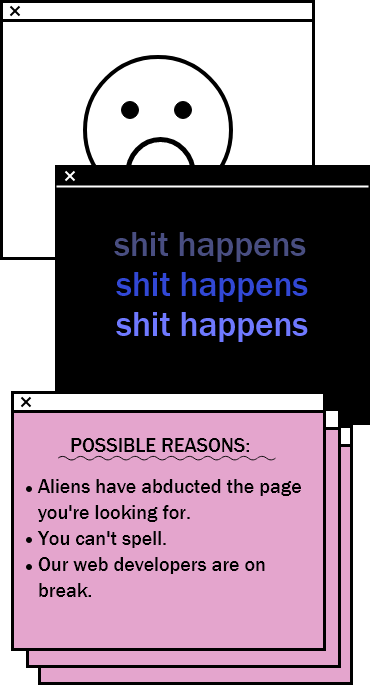 shit happens
shit happens
shit happens
POSSIBLE REASONS:
• Aliens have abducted the page
you're looking for.
• You can't spell.
• Our web developers are on
break.